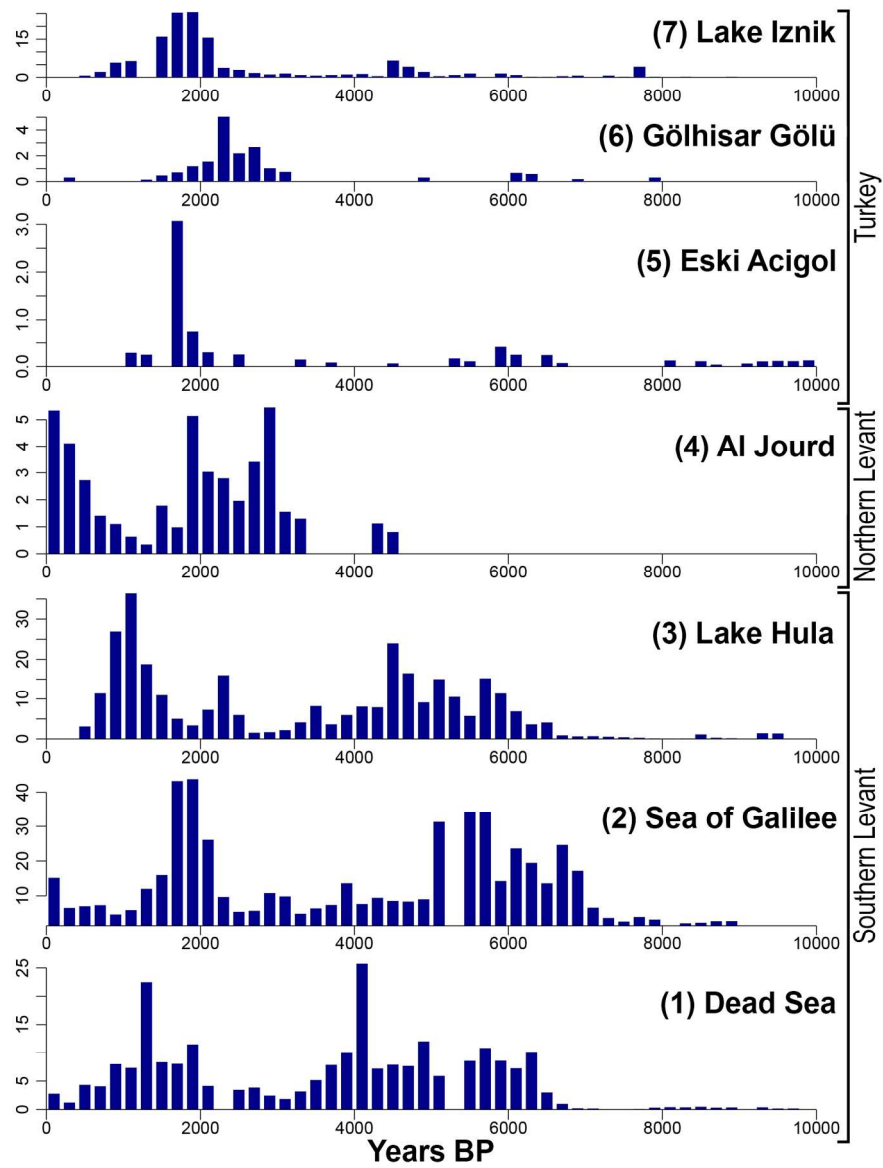 (7) Lake Iznik
15
0
0 2000 4000 6000 8000 10000
(6) Gölhisar Gölü
4
2
0
0 2000 4000 6000 8000 10000
(5) Eski Acigol
3.0
2.0
1.0
0.0
0 2000 4000 6000 8000 10000
Turkey
(4) Al Jourd
5
4
3
2
1
0
0 2000 4000 6000 8000 10000
Northern Levant
(3) Lake Hula
30
20
10
0
0 2000 4000 6000 8000 10000
(2) Sea of Galilee
40
30
20
10
0 2000 4000 6000 8000 10000
(1) Dead Sea
25
15
5
0
0 2000 4000 6000 8000 10000
Southern Levant
Years BP